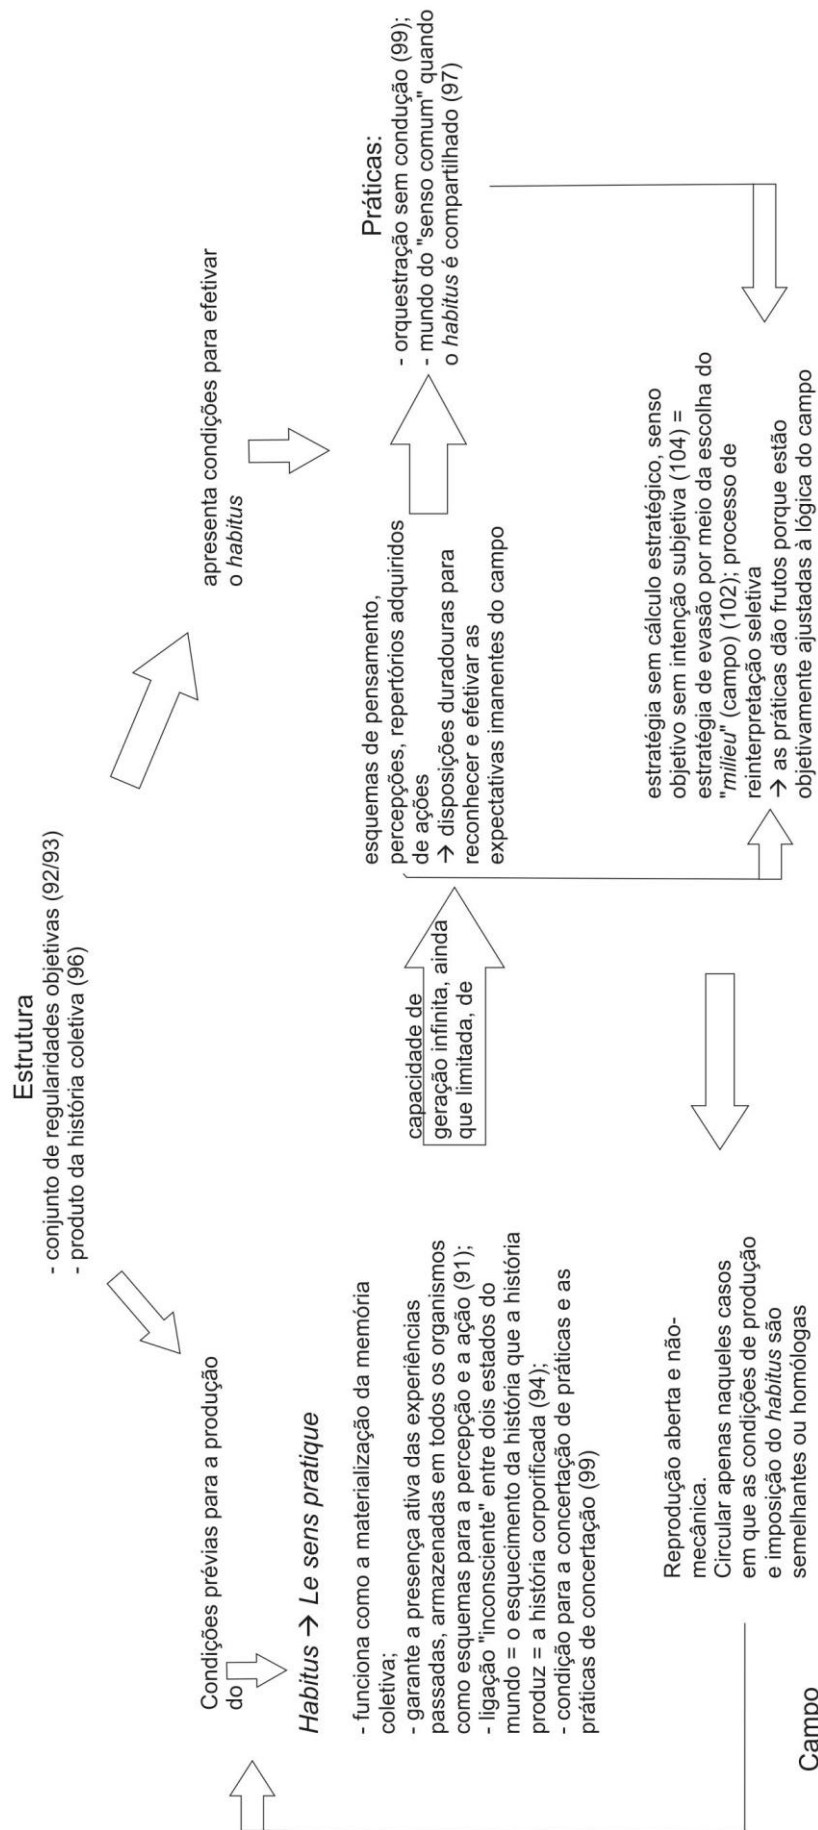 Estrutura
- conjunto de regularidades objetivas (92/93)
- produto da história coletiva (96)
Condições prévias para a produção
do
apresenta condições para efetivar
o habitus
Habitus → Le sens pratique
- funciona como a materialização da memória
coletiva;
- garante a presença ativa das experiências
passadas, armazenadas em todos os organismos
como esquemas para a percepção e a ação (91);
- ligação "inconsciente" entre dois estados do
mundo = o esquecimento da história que a história
produz = a história corporificada (94);
- condição para a concertação de práticas e as
práticas de concertação (99)
capacidade de
geração infinita, ainda
que limitada, de
esquemas de pensamento,
percepções, repertórios adquiridos
de ações
→ disposições duradouras para
reconhecer e efetivar as
expectativas imanentes do campo
Práticas:
- orquestração sem condução (99);
- mundo do "senso comum" quando
o habitus é compartilhado (97)
Reprodução aberta e não-
mecânica.
Circular apenas naqueles casos
em que as condições de produção
e imposição do habitus são
semelhantes ou homólogas
estratégia sem cálculo estratégico, senso
objetivo sem intenção subjetiva (104) =
estratégia de evasão por meio da escolha do
"milieu" (campo) (102); processo de
reinterpretação seletiva
→ as práticas dão frutos porque estão
objetivamente ajustadas à lógica do campo
Campo